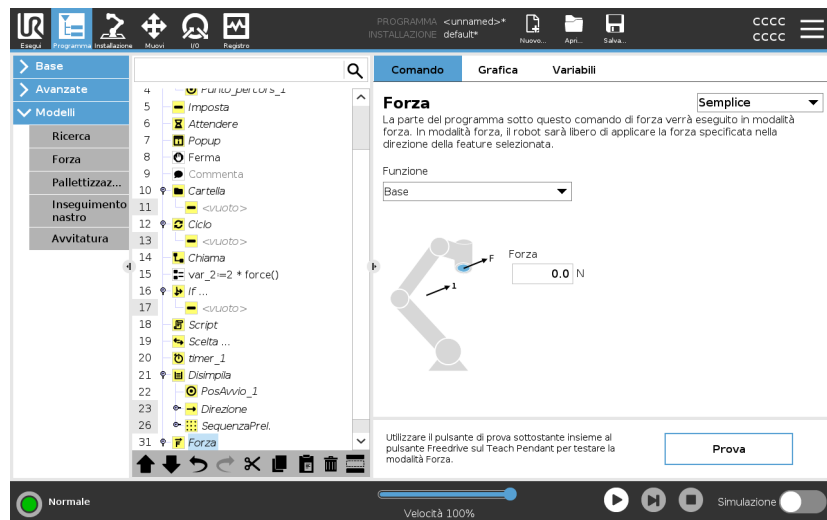 UR
PROGRAMMA <unnamed>*
INSTALLAZIONE default*
Esegui Programma Installazione Muovi I/O Registro
Nuovo... Apri... Salva...
cccc
cccc
Base
Avanzate
Modelli
Ricerca
Forza
Pallettizzaz...
Inseguimento
nastro
Avvitatura
4 Punto_percors_1
5 Imposta
6 Attendere
7 Popup
8 Ferma
9 Commenta
10 Cartella
11 <vuoto>
12 Ciclo
13 <vuoto>
14 Chiama
15 var_2:=2 * force()
16 If ...
17 <vuoto>
18 Script
19 Scelta ...
20 timer_1
21 Disimpila
22 PosAvvio_1
23 Direzione
26 SequenzaPrel.
31 Forza
Comando Grafica Variabili
Forza
Semplice
La parte del programma sotto questo comando di forza verrà eseguito in modalità
forza. In modalità forza, il robot sarà libero di applicare la forza specificata nella
direzione della feature selezionata.
Funzione
Base
F
1
Forza
0.0 N
Utilizzare il pulsante di prova sottostante insieme al
pulsante Freedrive sul Teach Pendant per testare la
modalità Forza.
Prova
Normale
Velocità 100%
Simulazione